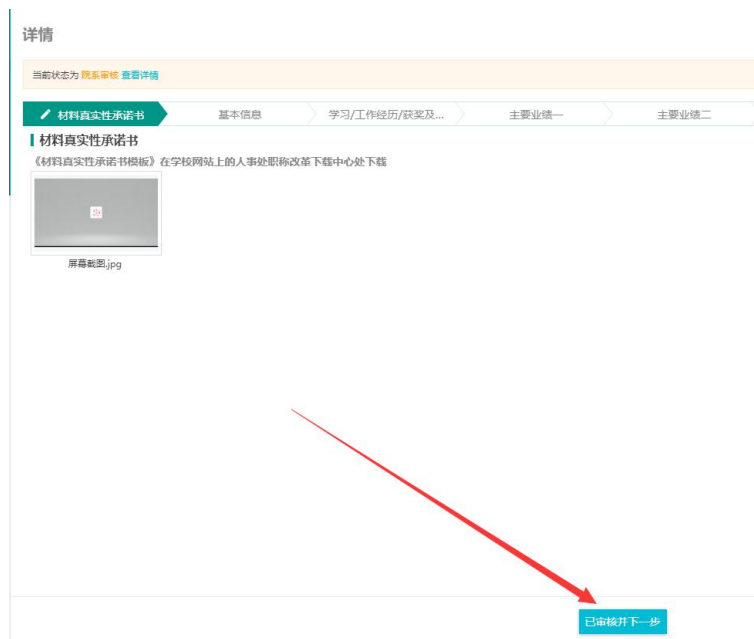 详情
当前状态为 院系审核 查看详情
材料真实性承诺书 基本信息 学习/工作经历/获奖及... 主要业绩一 主要业绩二
材料真实性承诺书
《材料真实性承诺书模板》在学校网站上的人事处职称改革下载中心处下载
屏幕截图.jpg
已审核并下一步